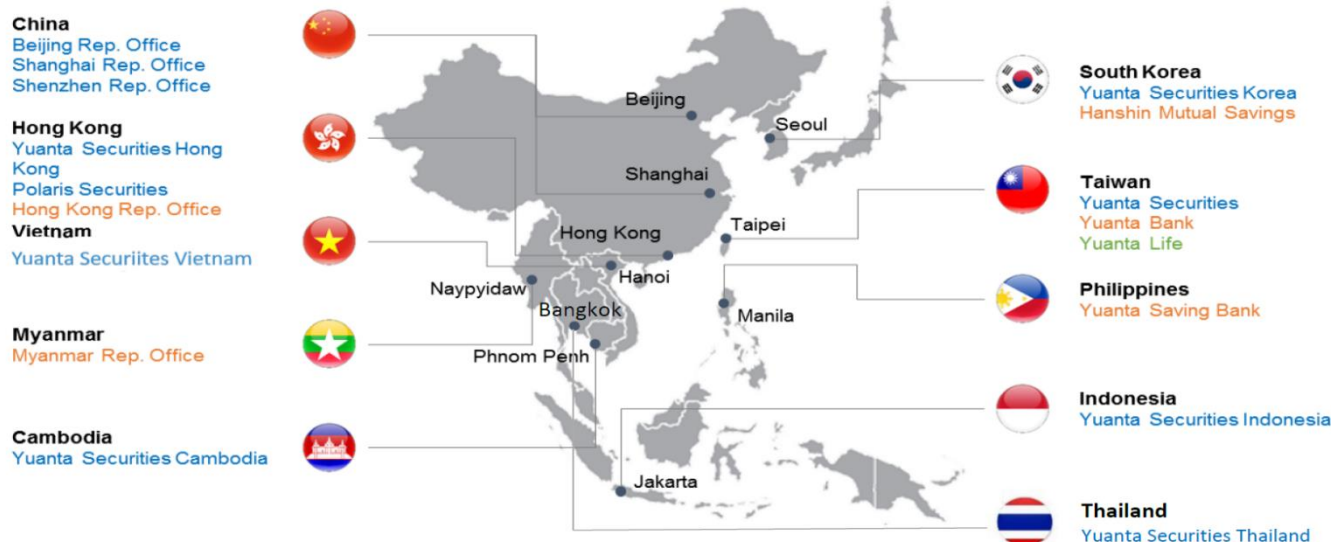 China
Beijing Rep. Office
Shanghai Rep. Office
Shenzhen Rep. Office
Hong Kong
Yuanta Securities Hong
Kong
Polaris Securities
Hong Kong Rep. Office
Vietnam
Yuanta Securiites Vietnam
Myanmar
Myanmar Rep. Office
Cambodia
Yuanta Securities Cambodia
Beijing
Seoul
Shanghai
Taipei
Hong Kong
Hanoi
Naypyidaw
Bangkok
Manila
Phnom Penh
Jakarta
South Korea
Yuanta Securities Korea
Hanshin Mutual Savings
Taiwan
Yuanta Securities
Yuanta Bank
Yuanta Life
Philippines
Yuanta Saving Bank
Indonesia
Yuanta Securities Indonesia
Thailand
Yuanta Securities Thailand